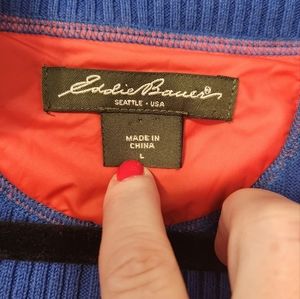 Eddie Bauer®
SEATTLE · USA
MADE IN
CHINA
L